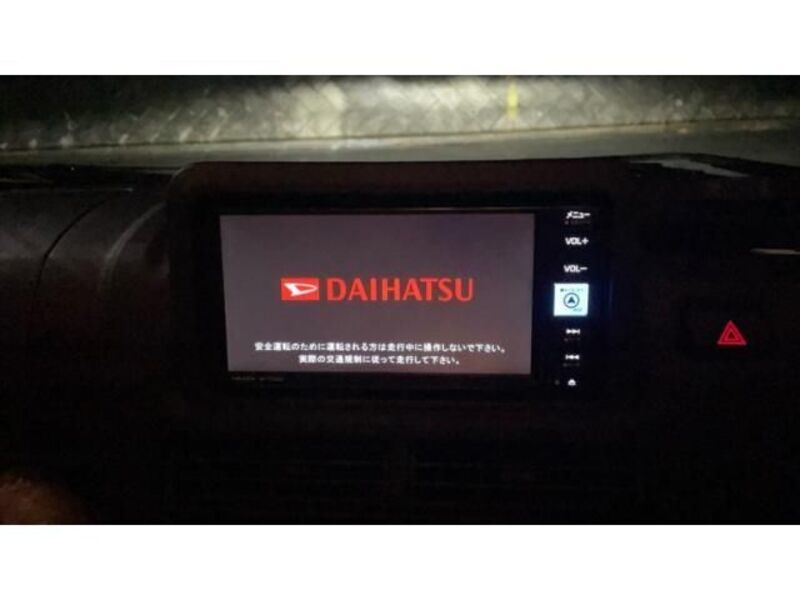 メニュー
VOL+
VOL−
DAIHATSU
安全運転のために運転される方は走行中に操作しないで下さい。
実際の交通規制に従って走行して下さい。